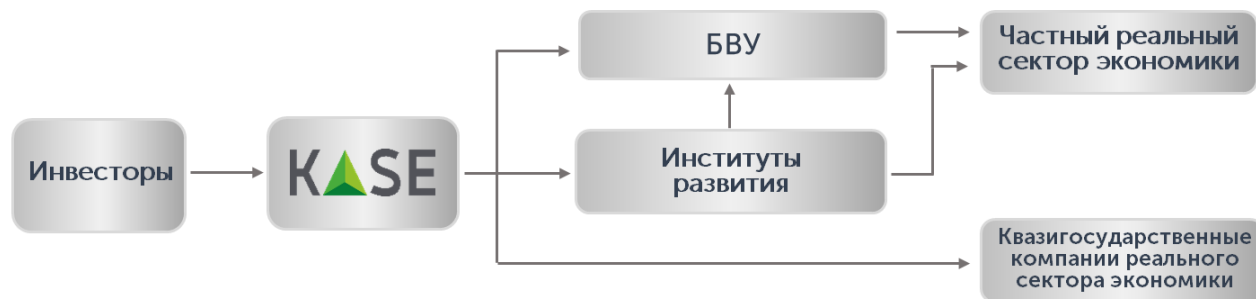 Инвесторы
KASE
БВУ
Институты
развития
Частный реальный
сектор экономики
Квазигосударственные
компании реального
сектора экономики